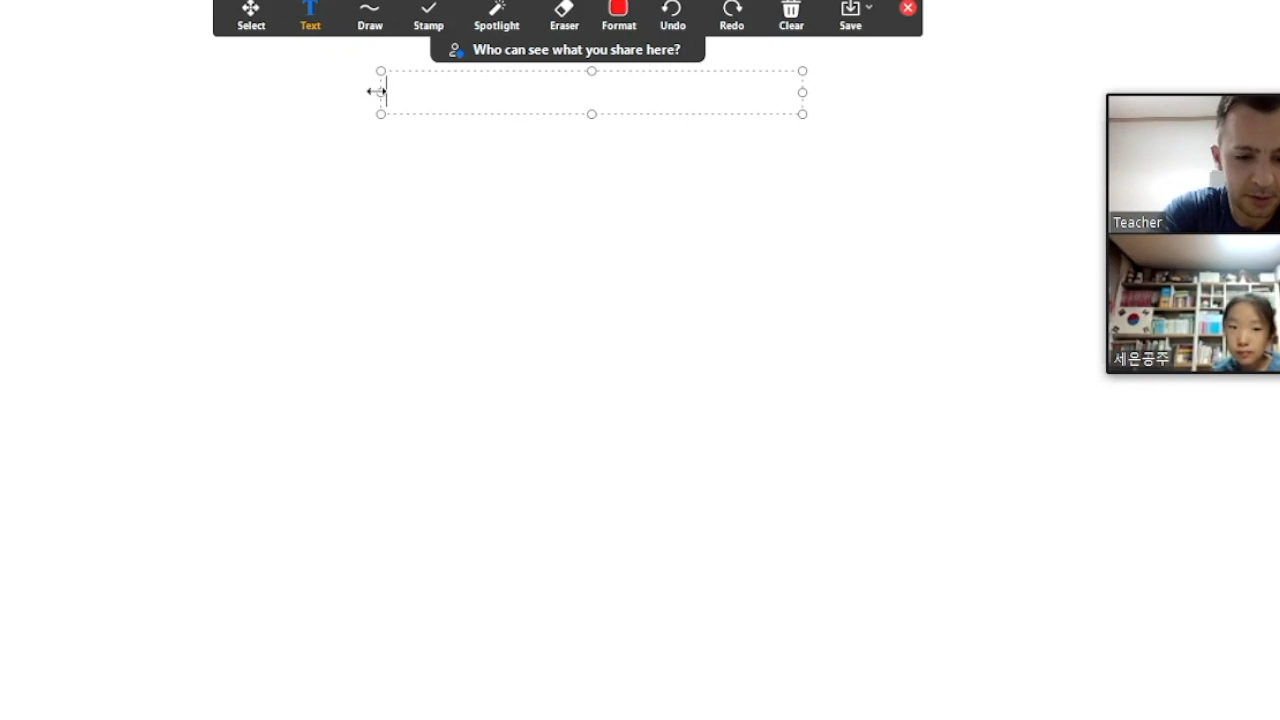 Select Text Draw Stamp Spotlight Eraser Format Undo Redo Clear Save
Who can see what you share here?
Teacher
세은공주